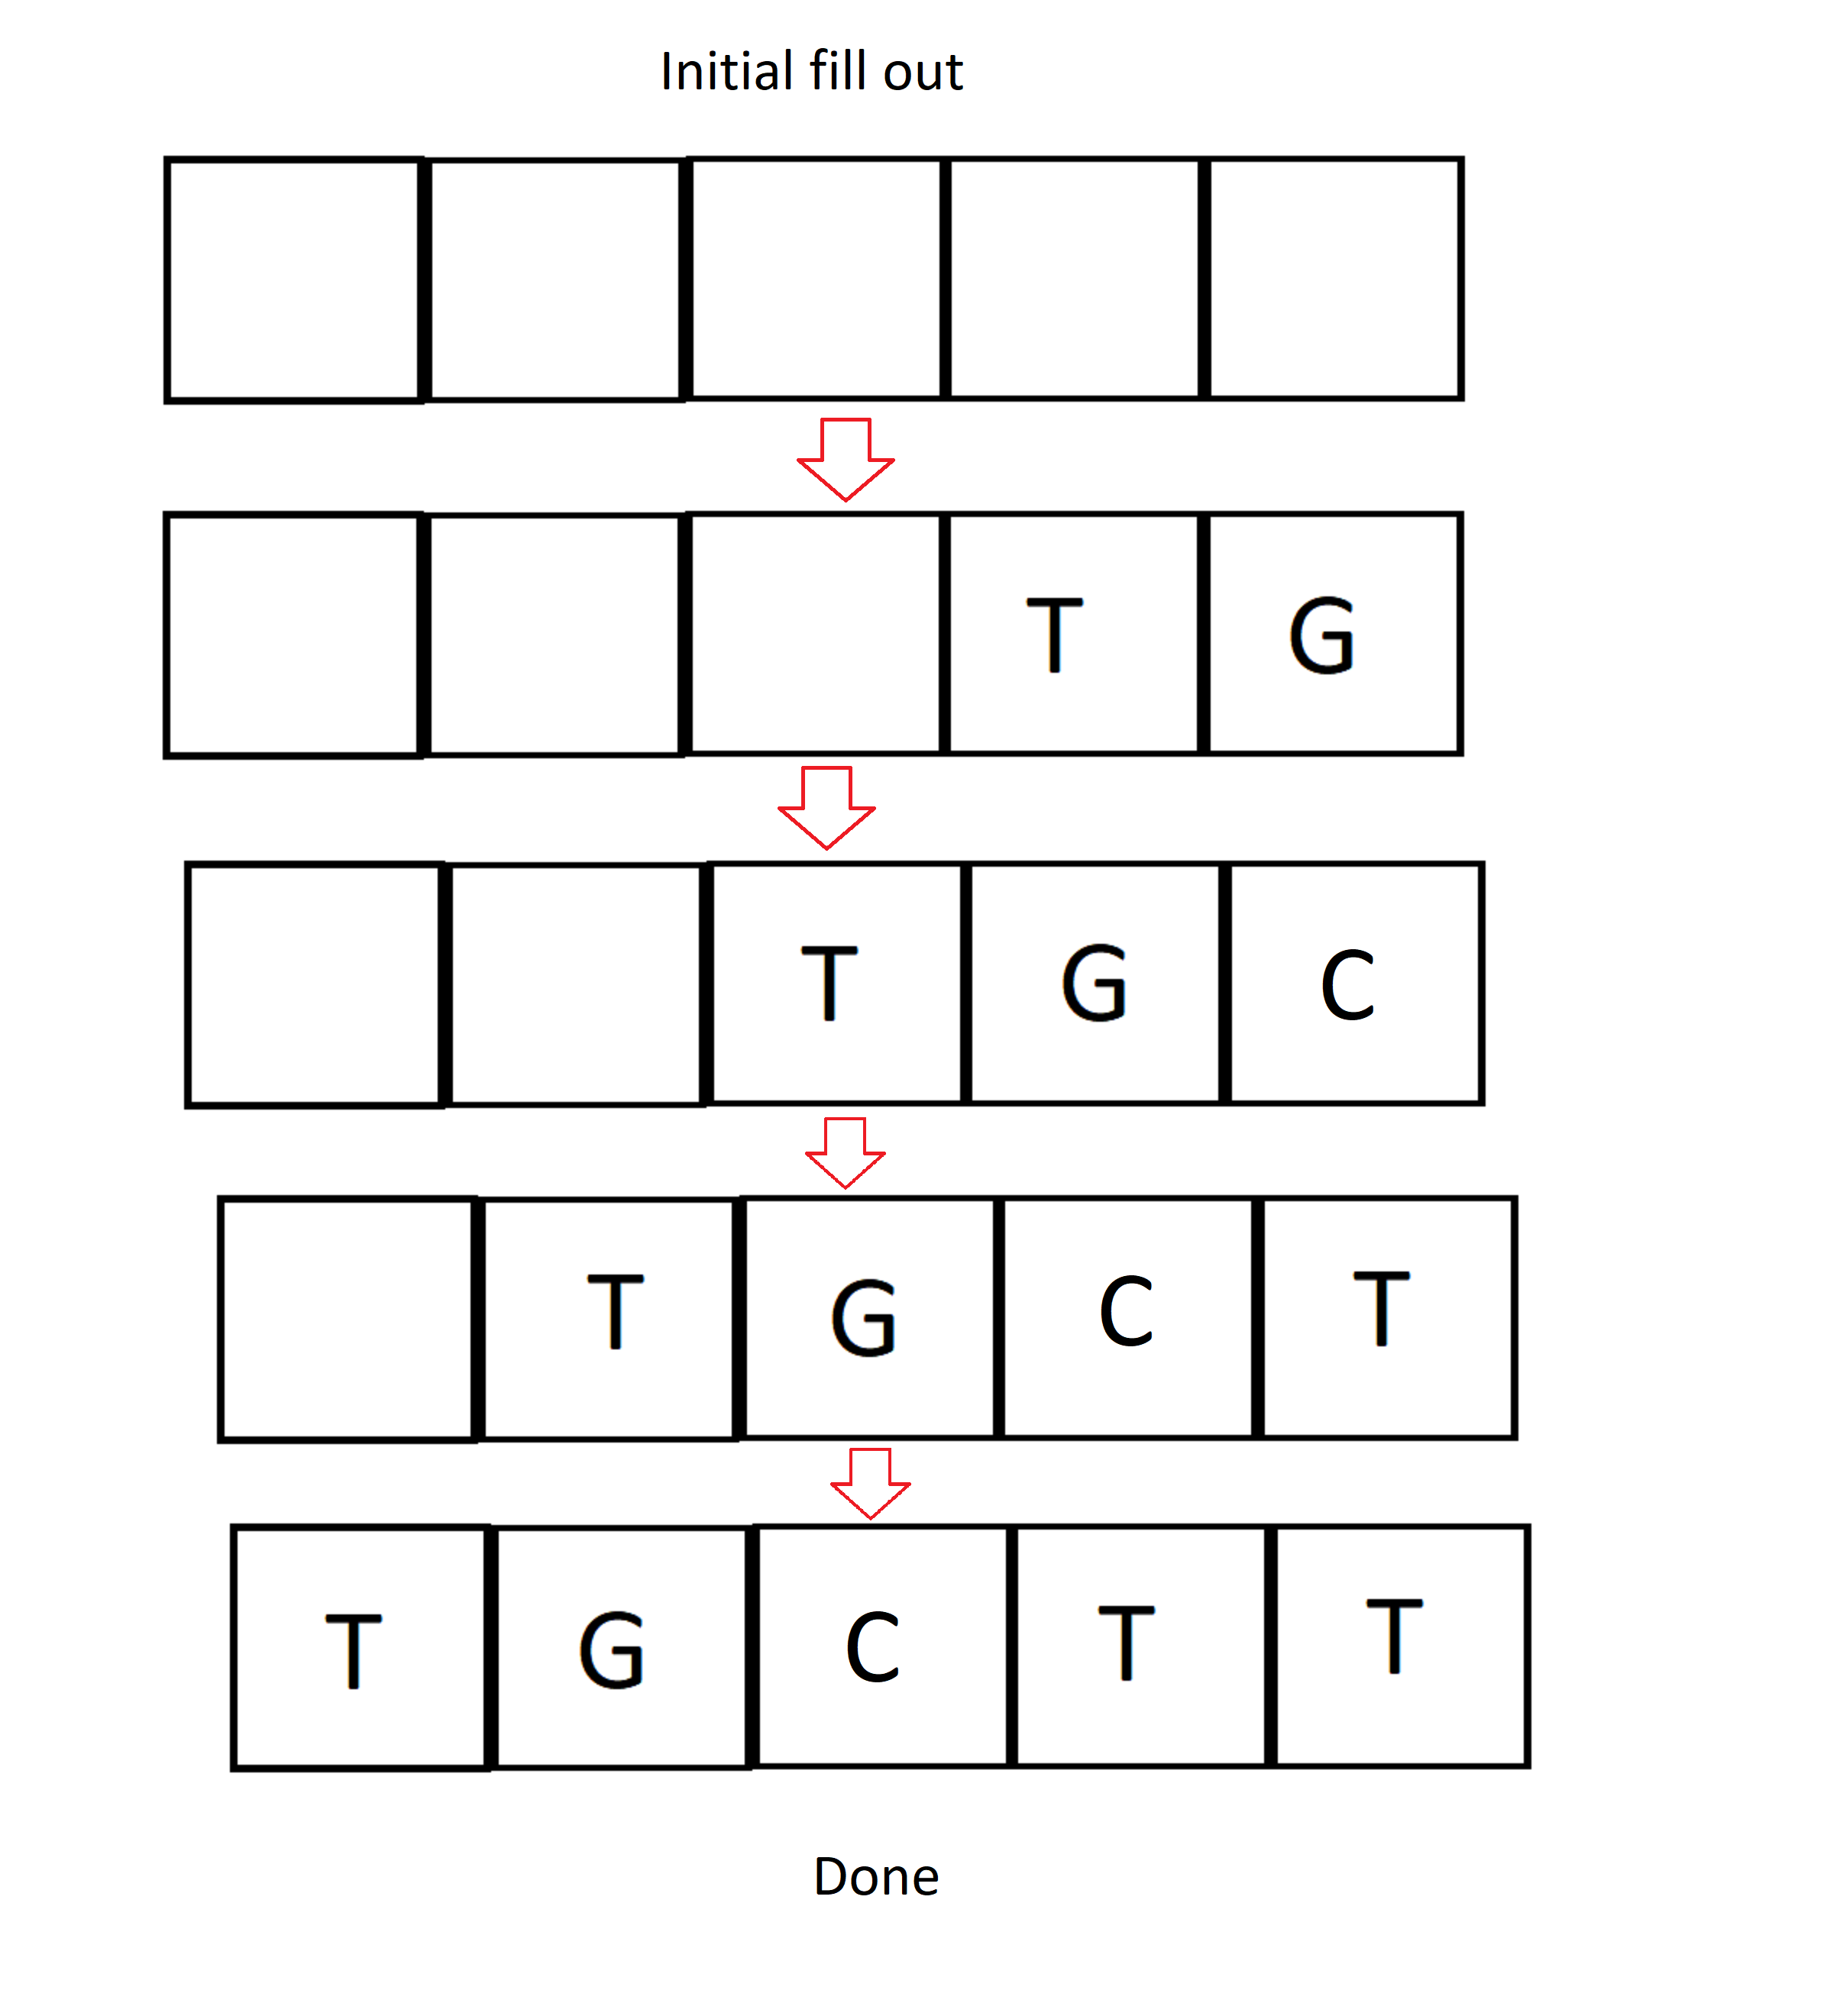 Initial fill out
T G
T G C
T G C T
T G C T T
Done